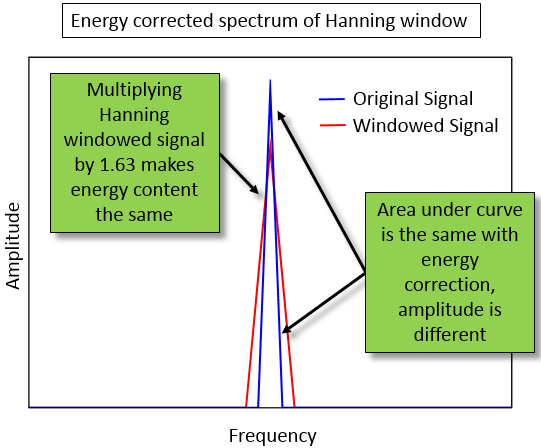 Energy corrected spectrum of Hanning window
Multiplying
Hanning
windowed signal
by 1.63 makes
energy content
the same
Original Signal
Windowed Signal
Area under curve
is the same with
energy
correction,
amplitude is
different
Amplitude
Frequency